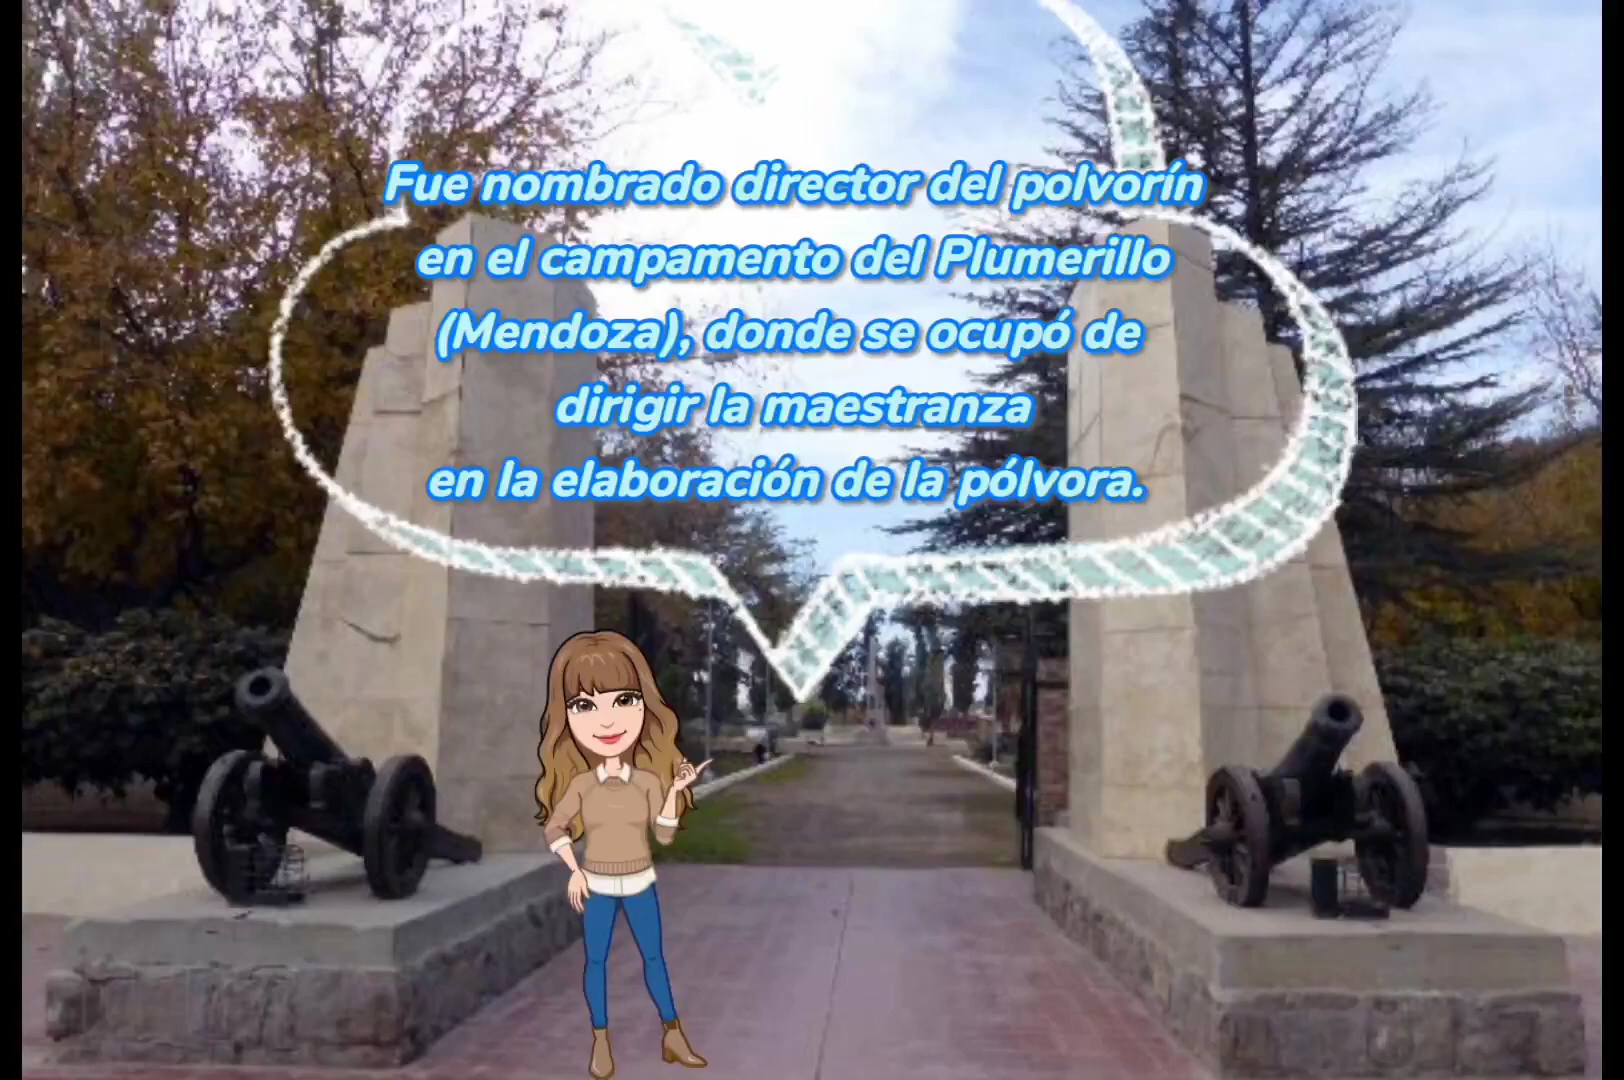 Fue nombrado director del polvorín
en el campamento del Plumerillo
(Mendoza), donde se ocupó de
dirigir la maestranza
en la elaboración de la pólvora.